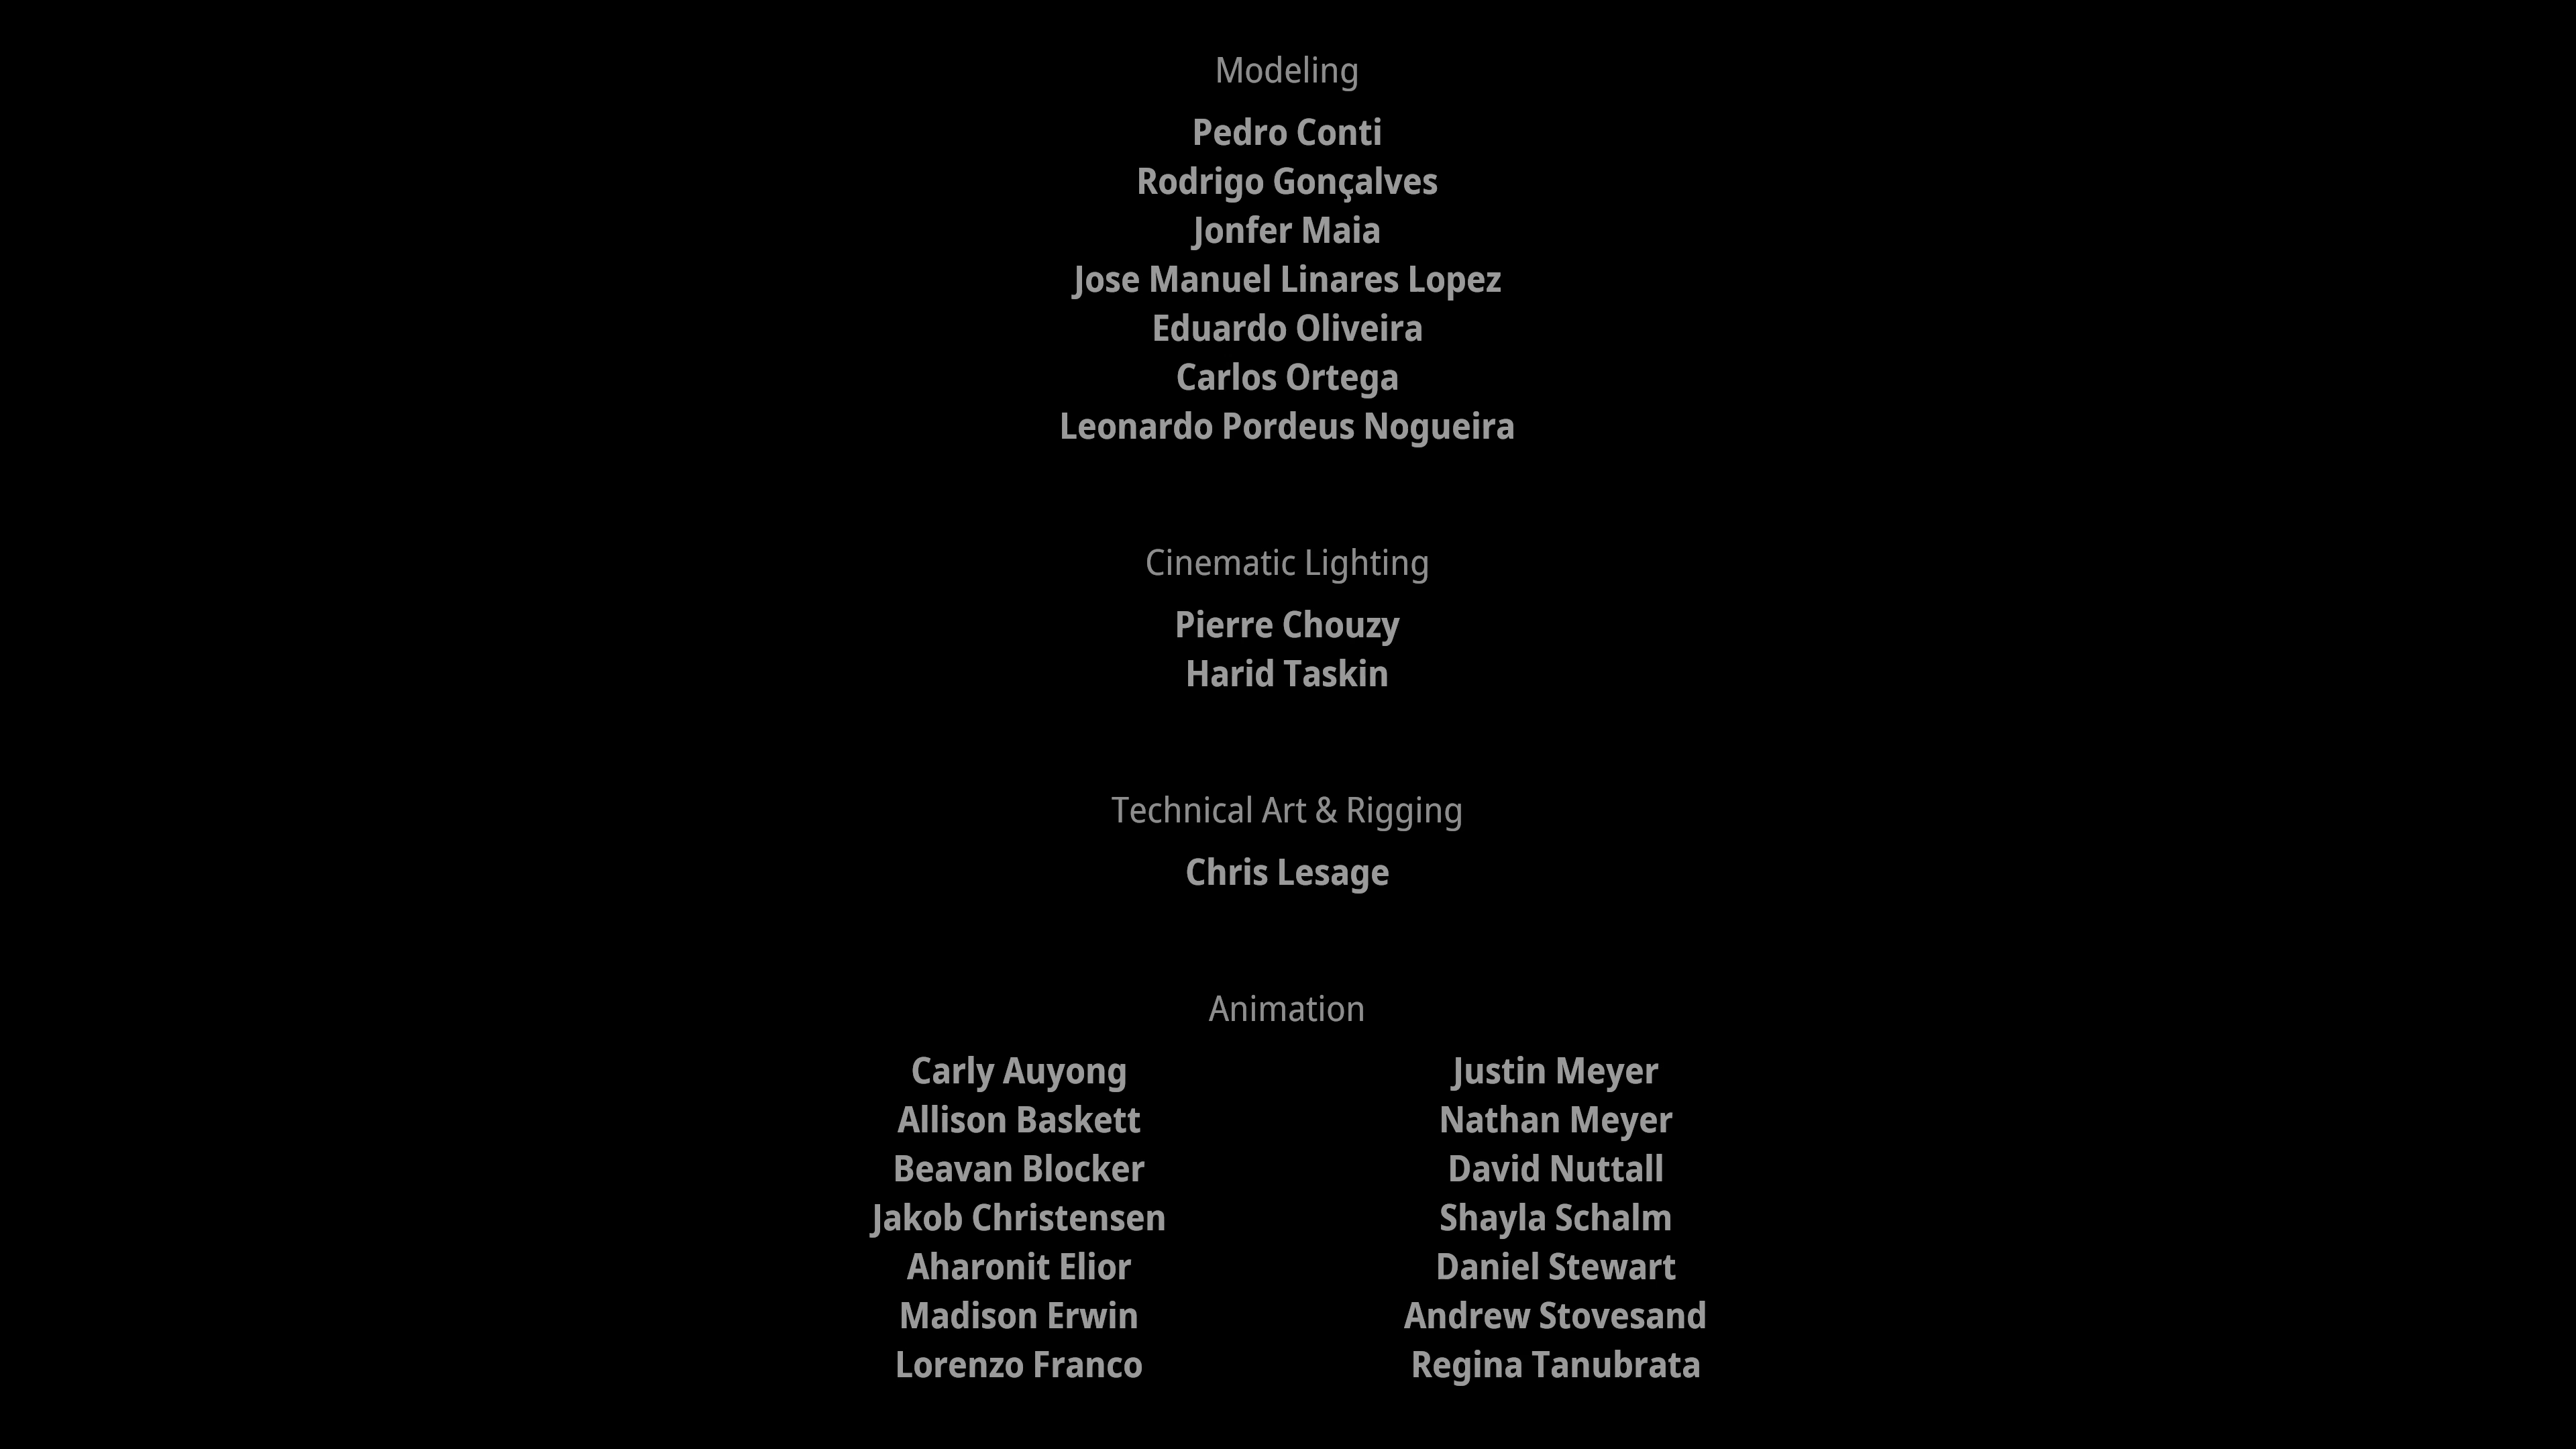 Modeling
Pedro Conti
Rodrigo Gonçalves
Jonfer Maia
Jose Manuel Linares Lopez
Eduardo Oliveira
Carlos Ortega
Leonardo Pordeus Nogueira
Cinematic Lighting
Pierre Chouzy
Harid Taskin
Technical Art & Rigging
Chris Lesage
Animation
Carly Auyong
Allison Baskett
Beavan Blocker
Jakob Christensen
Aharonit Elior
Madison Erwin
Lorenzo Franco
Justin Meyer
Nathan Meyer
David Nuttall
Shayla Schalm
Daniel Stewart
Andrew Stovesand
Regina Tanubrata